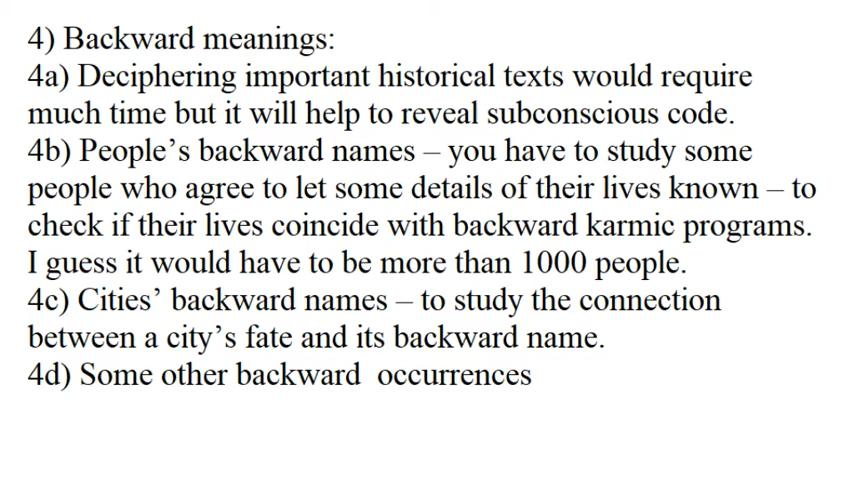 4) Backward meanings:
4a) Deciphering important historical texts would require
much time but it will help to reveal subconscious code.
4b) People’s backward names – you have to study some
people who agree to let some details of their lives known – to
check if their lives coincide with backward karmic programs.
I guess it would have to be more than 1000 people.
4c) Cities’ backward names – to study the connection
between a city’s fate and its backward name.
4d) Some other backward  occurrences